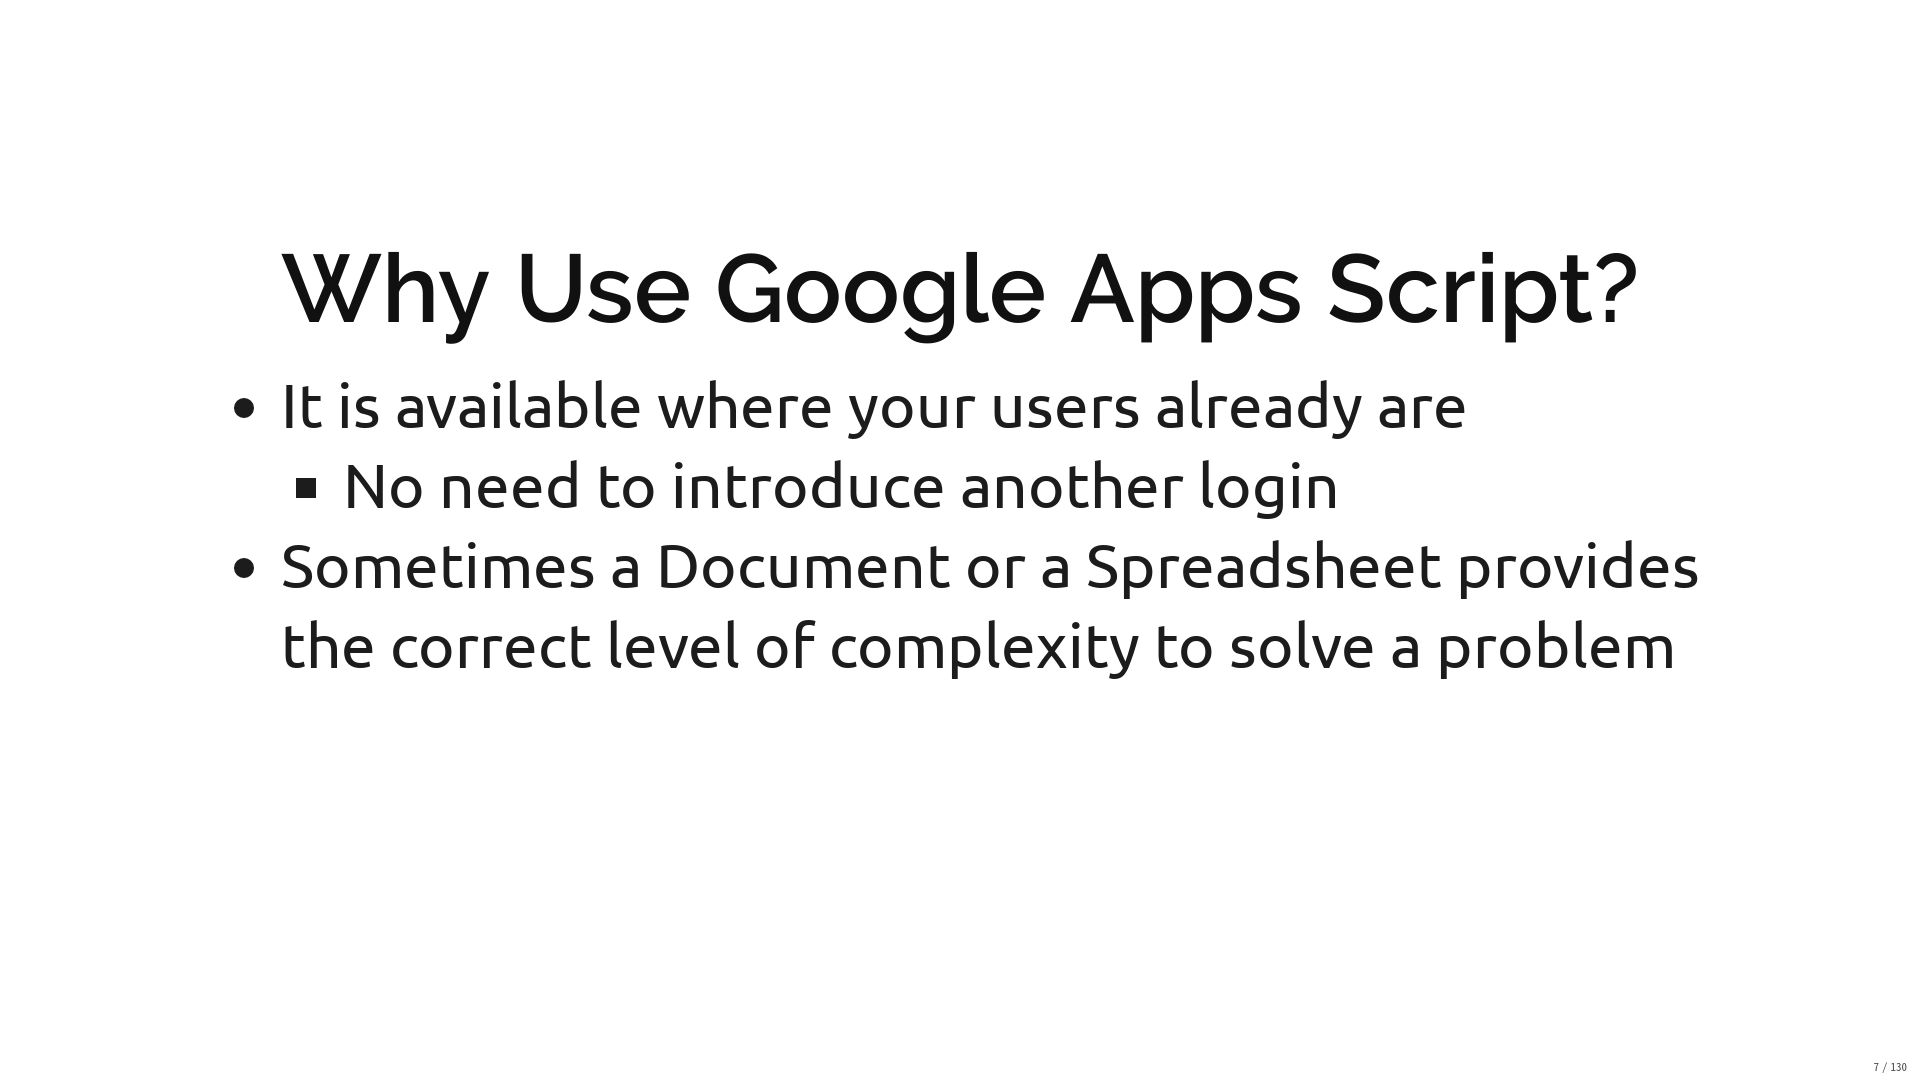 Why Use Google Apps Script?
It is available where your users already are
No need to introduce another login
Sometimes a Document or a Spreadsheet provides
the correct level of complexity to solve a problem
7 / 130